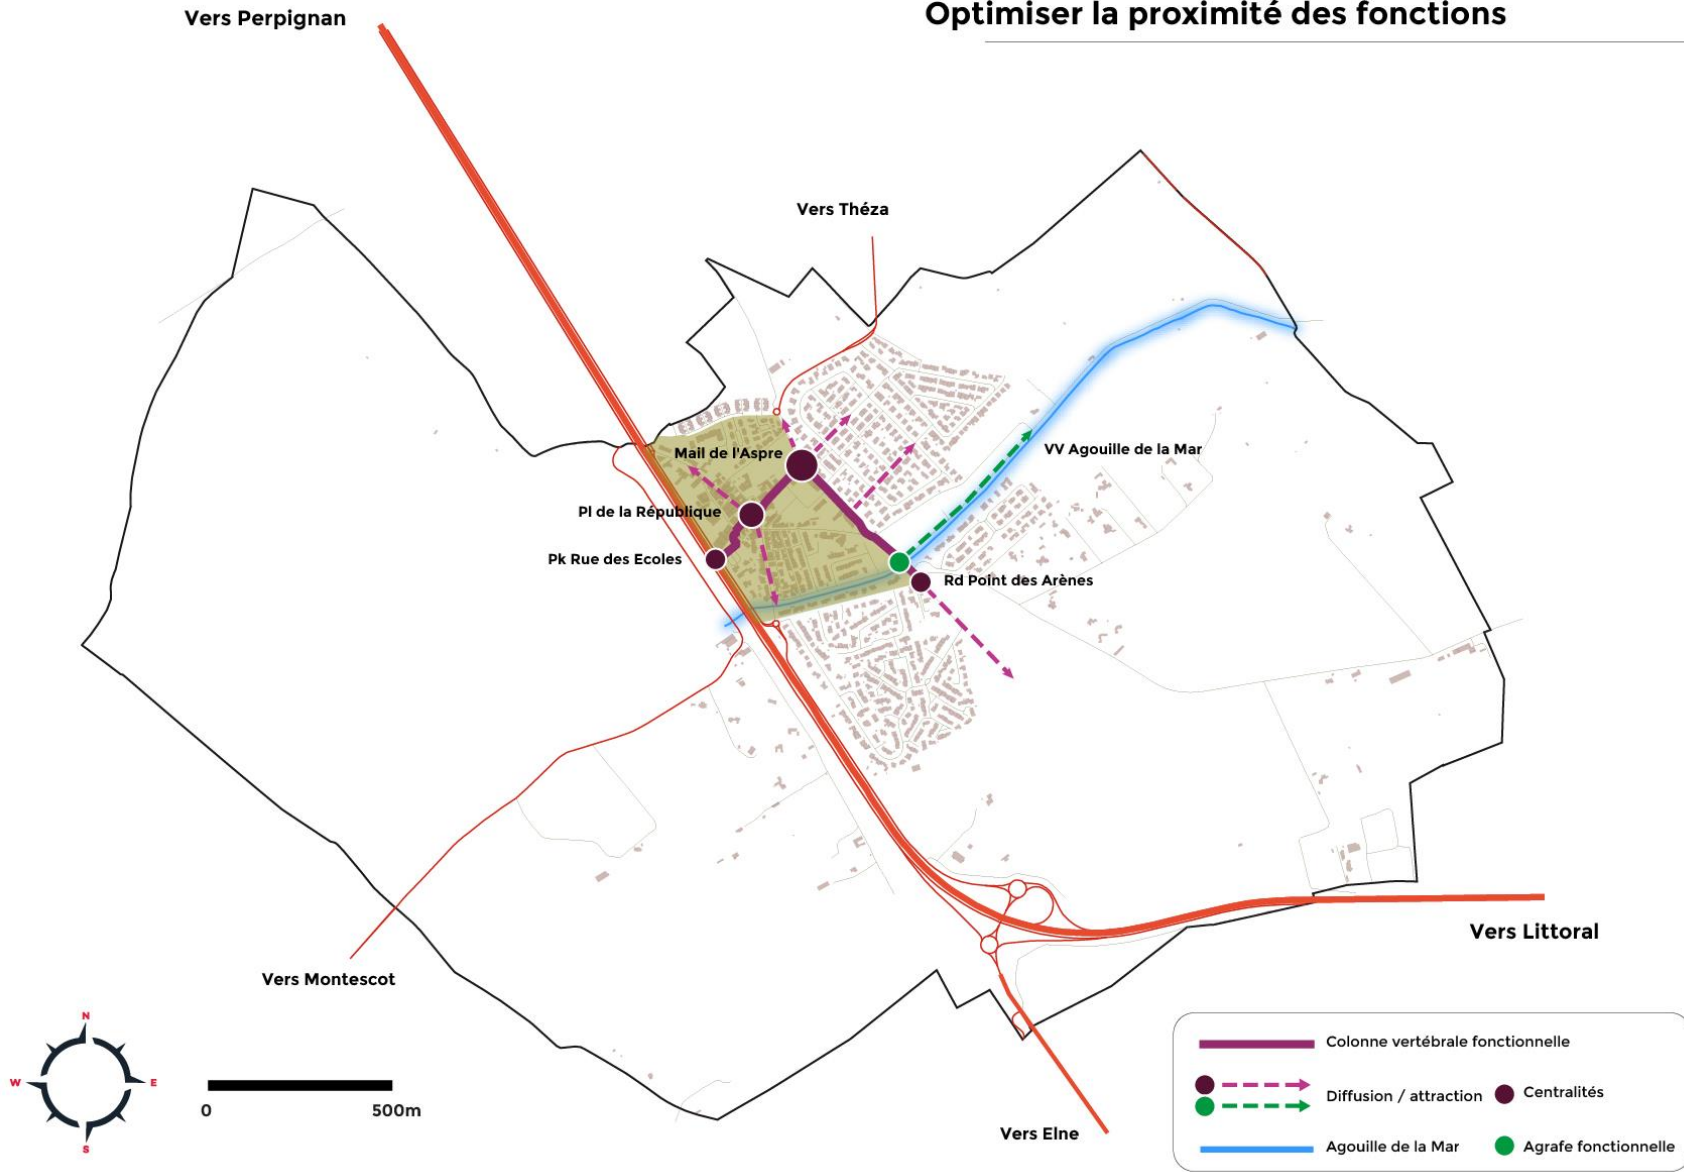 Optimiser la proximité des fonctions
Vers Perpignan
Vers Théza
Mail de l'Aspre
VV Agouille de la Mar
Pl de la République
Pk Rue des Ecoles
Rd Point des Arènes
Vers Littoral
Vers Montescot
Vers Elne
N
W
E
S
0
500m
Colonne vertébrale fonctionnelle
Diffusion / attraction
Centralités
Agouille de la Mar
Agrafe fonctionnelle